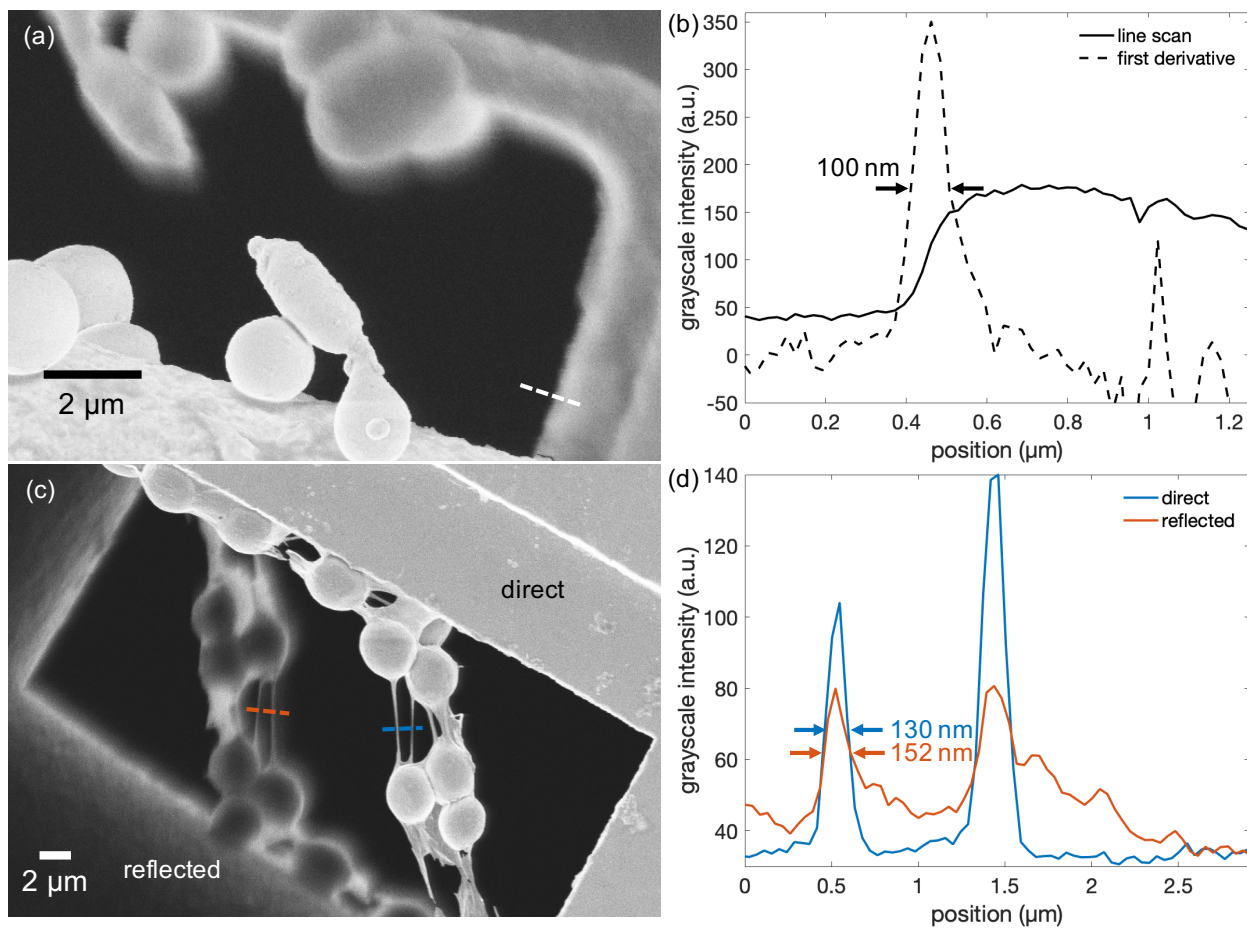 (a)
2 µm
(b)
350
300
250
200
150
100
50
0
-50
grayscale intensity (a.u.)
line scan
first derivative
100 nm
0 0.2 0.4 0.6 0.8 1 1.2
position (µm)
(c)
direct
reflected
2 µm
(d)
140
120
100
80
60
40
grayscale intensity (a.u.)
direct
reflected
130 nm
152 nm
0 0.5 1 1.5 2 2.5
position (µm)